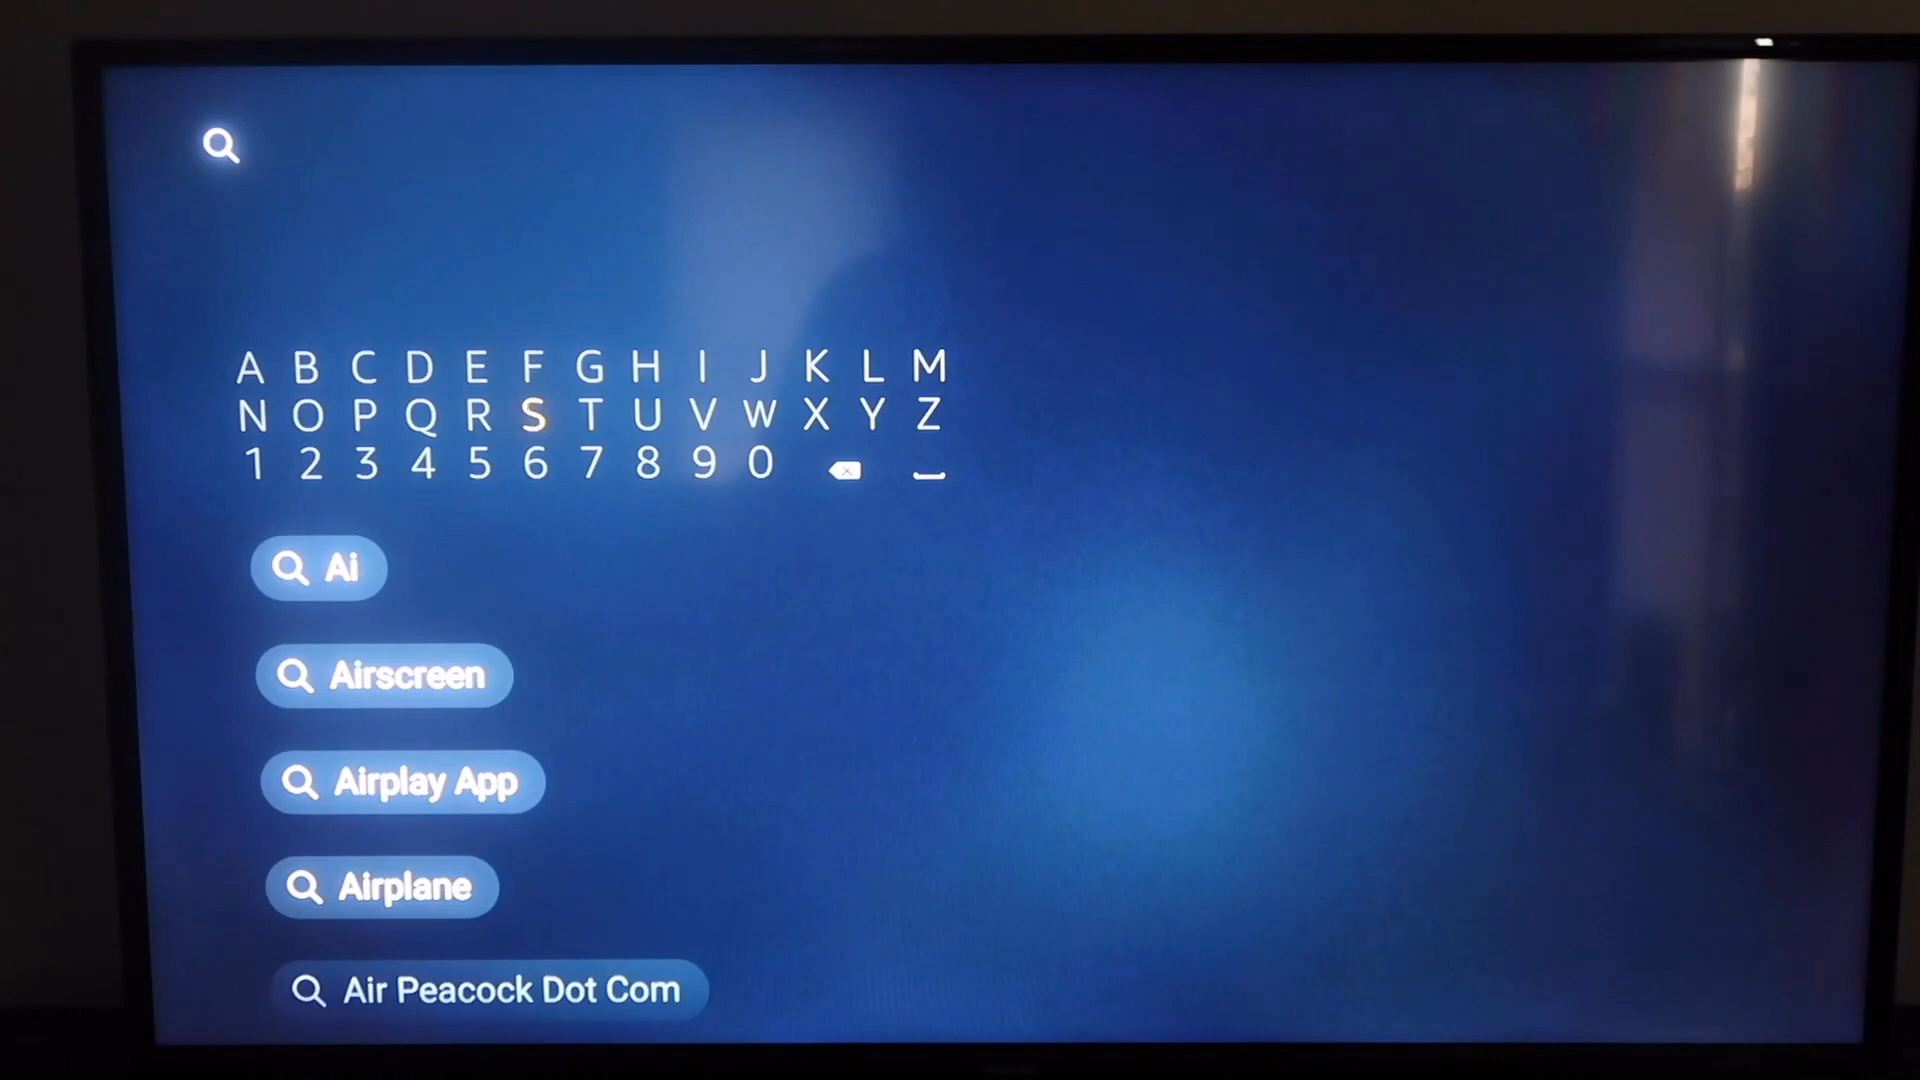 A B C D E F G H I J K L M
N O P Q R S T U V W X Y Z
1 2 3 4 5 6 7 8 9 0
Ai
Airscreen
Airplay App
Airplane
Air Peacock Dot Com